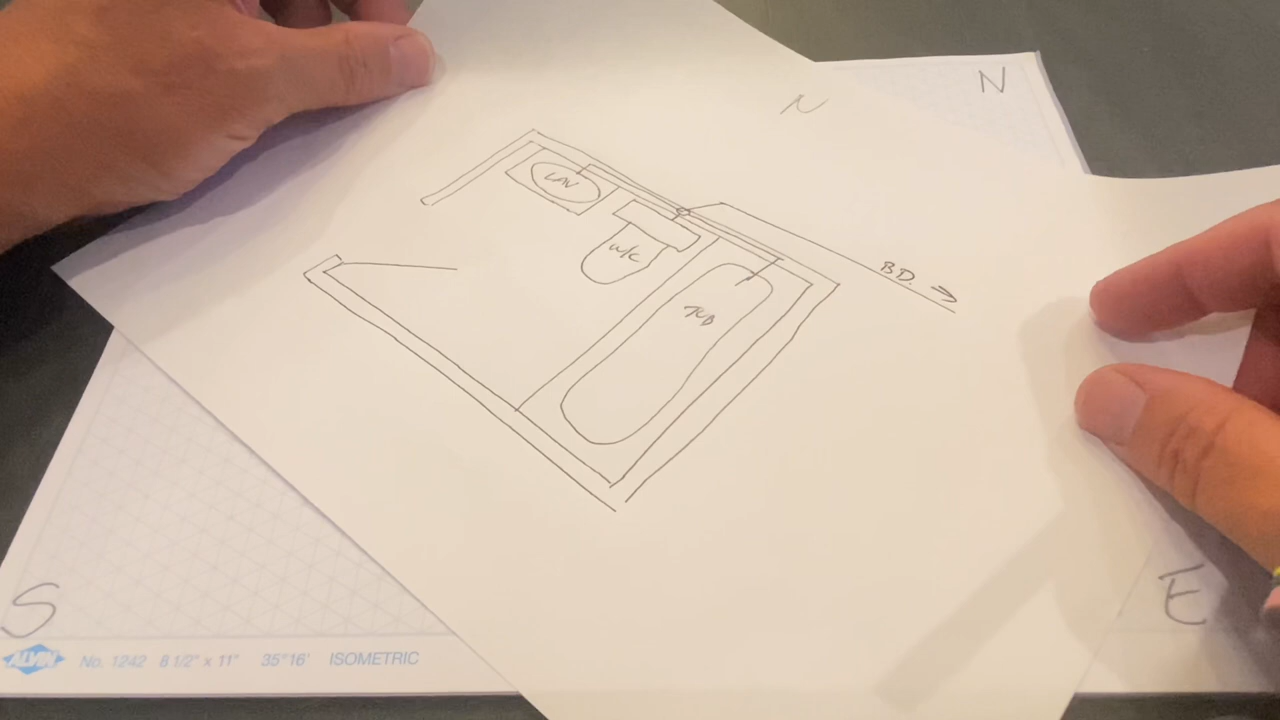 N
N
LAV
W/C
BD.
TUB
E
S
ALVIN No. 1242 8 1/2" x 11" 35°16' ISOMETRIC